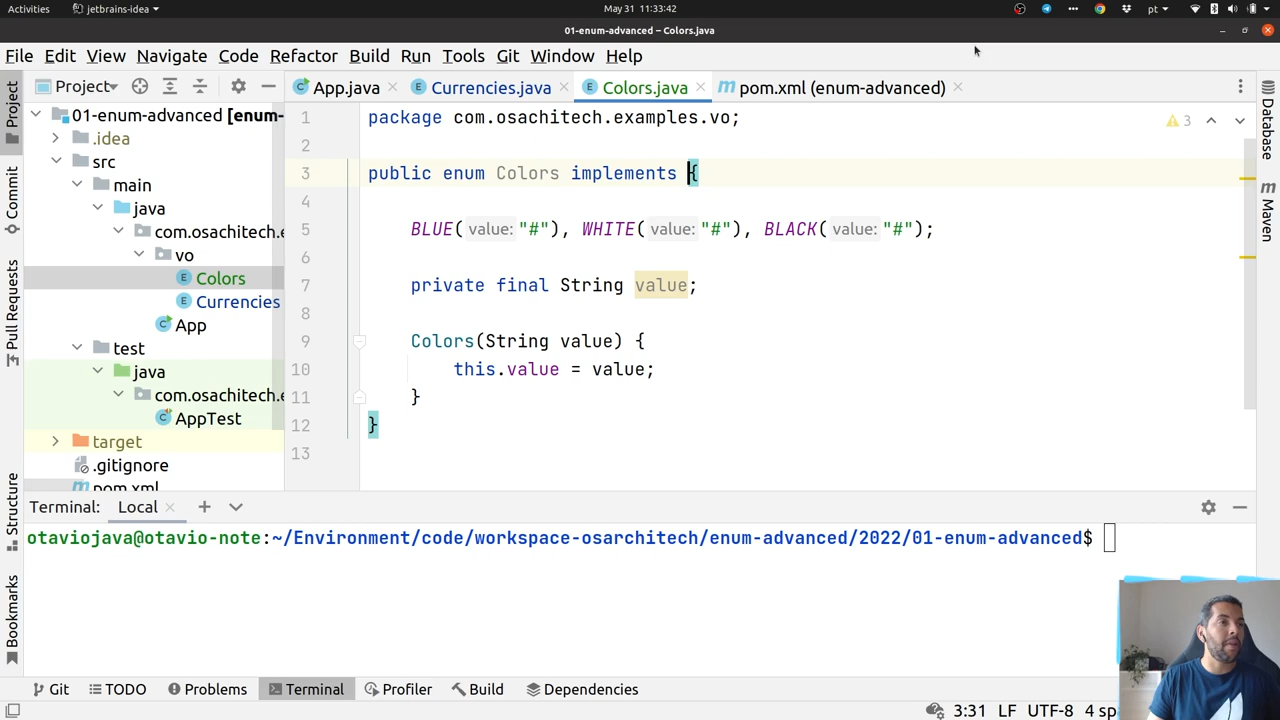 Activities
jetbrains-idea
May 31 11:33:42
pt
01-enum-advanced – Colors.java
File Edit View Navigate Code Refactor Build Run Tools Git Window Help
Project
App.java
Currencies.java
Colors.java
pom.xml (enum-advanced)
Project
Commit
Pull Requests
Structure
Bookmarks
01-enum-advanced [enum-
.idea
src
main
java
com.osachitech.e
vo
Colors
Currencies
App
test
java
com.osachitech.e
AppTest
target
.gitignore
pom.xml
1 package com.osachitech.examples.vo;
2
3 public enum Colors implements {
4
5 BLUE( value: "#"), WHITE( value: "#"), BLACK( value: "#");
6
7 private final String value;
8
9 Colors(String value) {
10 this.value = value;
11 }
12 }
13
3
Database
Maven
Terminal: Local
otaviojava@otavio-note:~/Environment/code/workspace-osarchitech/enum-advanced/2022/01-enum-advanced$
Git TODO Problems Terminal Profiler Build Dependencies
3:31 LF UTF-8 4 sp